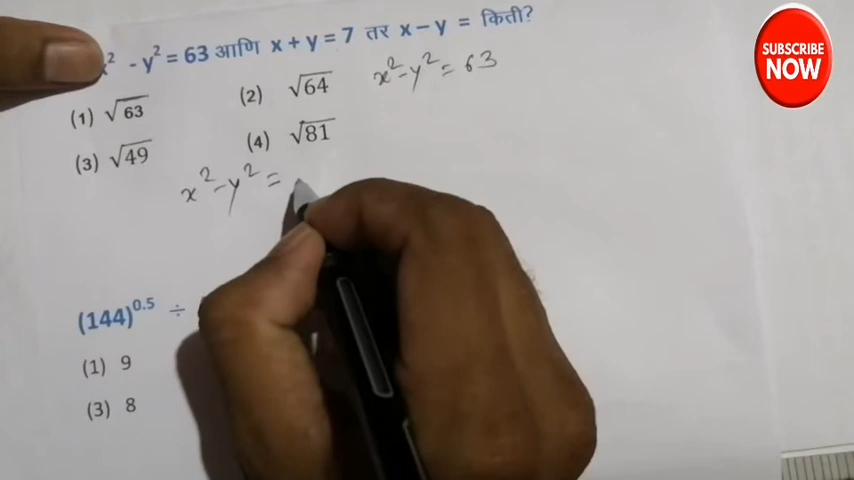 x² - y² = 63 आणि x + y = 7 तर x – y = किती?
x² - y² = 63
(1) √63 (2) √64
(3) √49 (4) √81
x² - y² =
(144)^0.5 ÷
(1) 9
(3) 8
SUBSCRIBE
NOW